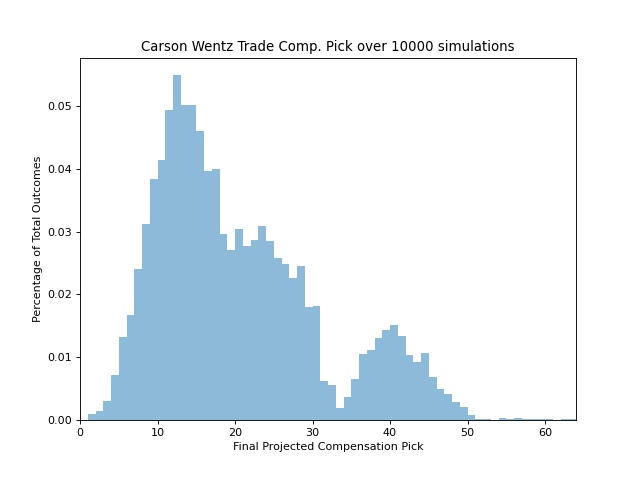 Carson Wentz Trade Comp. Pick over 10000 simulations
Percentage of Total Outcomes
0.05
0.04
0.03
0.02
0.01
0.00
0 10 20 30 40 50 60
Final Projected Compensation Pick